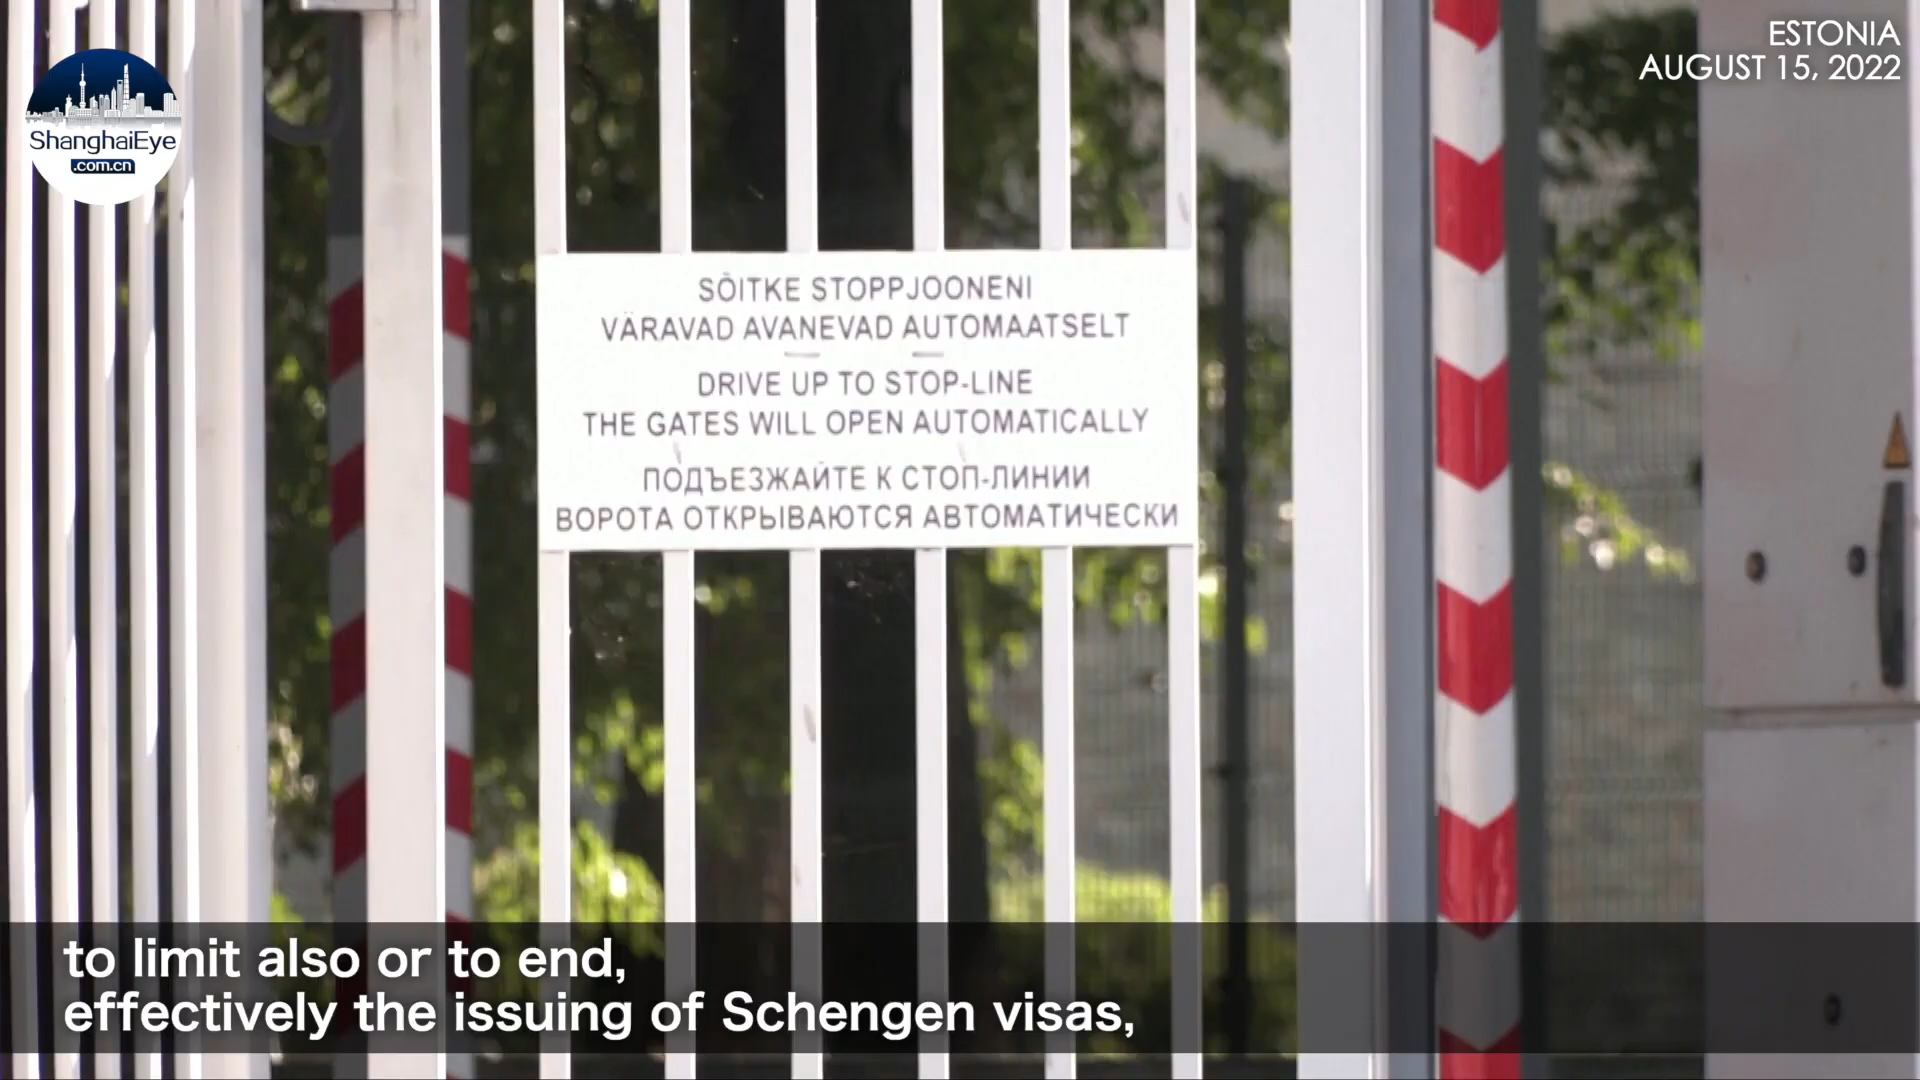 ShanghaiEye
.com.cn
ESTONIA
AUGUST 15, 2022
SÕITKE STOPPJOONENI
VÄRAVAD AVANEVAD AUTOMAATSELT
DRIVE UP TO STOP-LINE
THE GATES WILL OPEN AUTOMATICALLY
ПОДЪЕЗЖАЙТЕ К СТОП-ЛИНИИ
ВОРОТА ОТКРЫВАЮТСЯ АВТОМАТИЧЕСКИ
to limit also or to end,
effectively the issuing of Schengen visas,